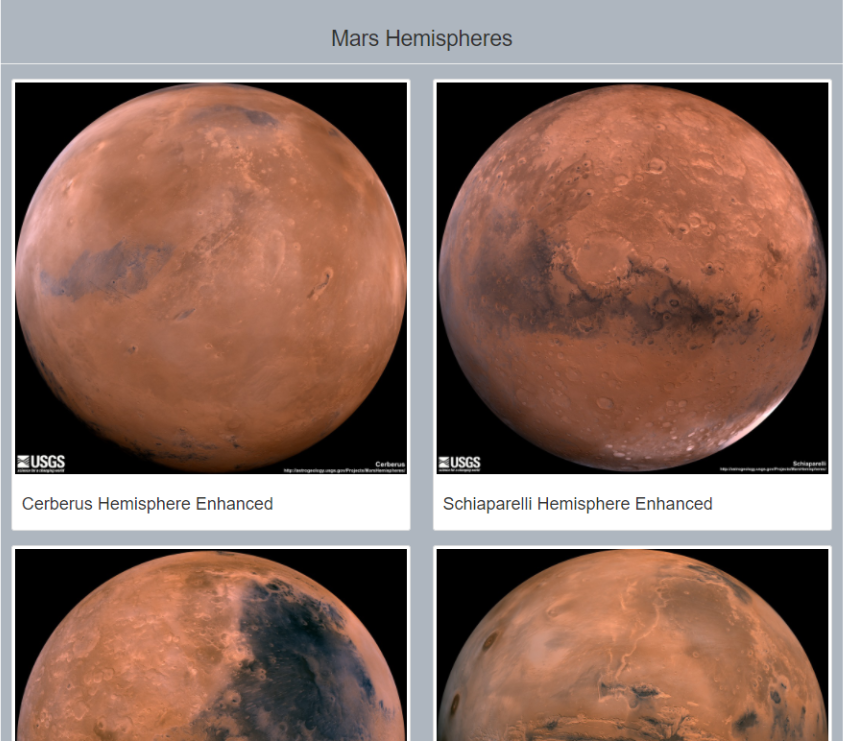 Mars Hemispheres
USGS
science for a changing world
Cerberus
http://astrogeology.usgs.gov/Projects/MarsHemispheres/
USGS
science for a changing world
Schiaparelli
http://astrogeology.usgs.gov/Projects/MarsHemispheres/
Cerberus Hemisphere Enhanced
Schiaparelli Hemisphere Enhanced